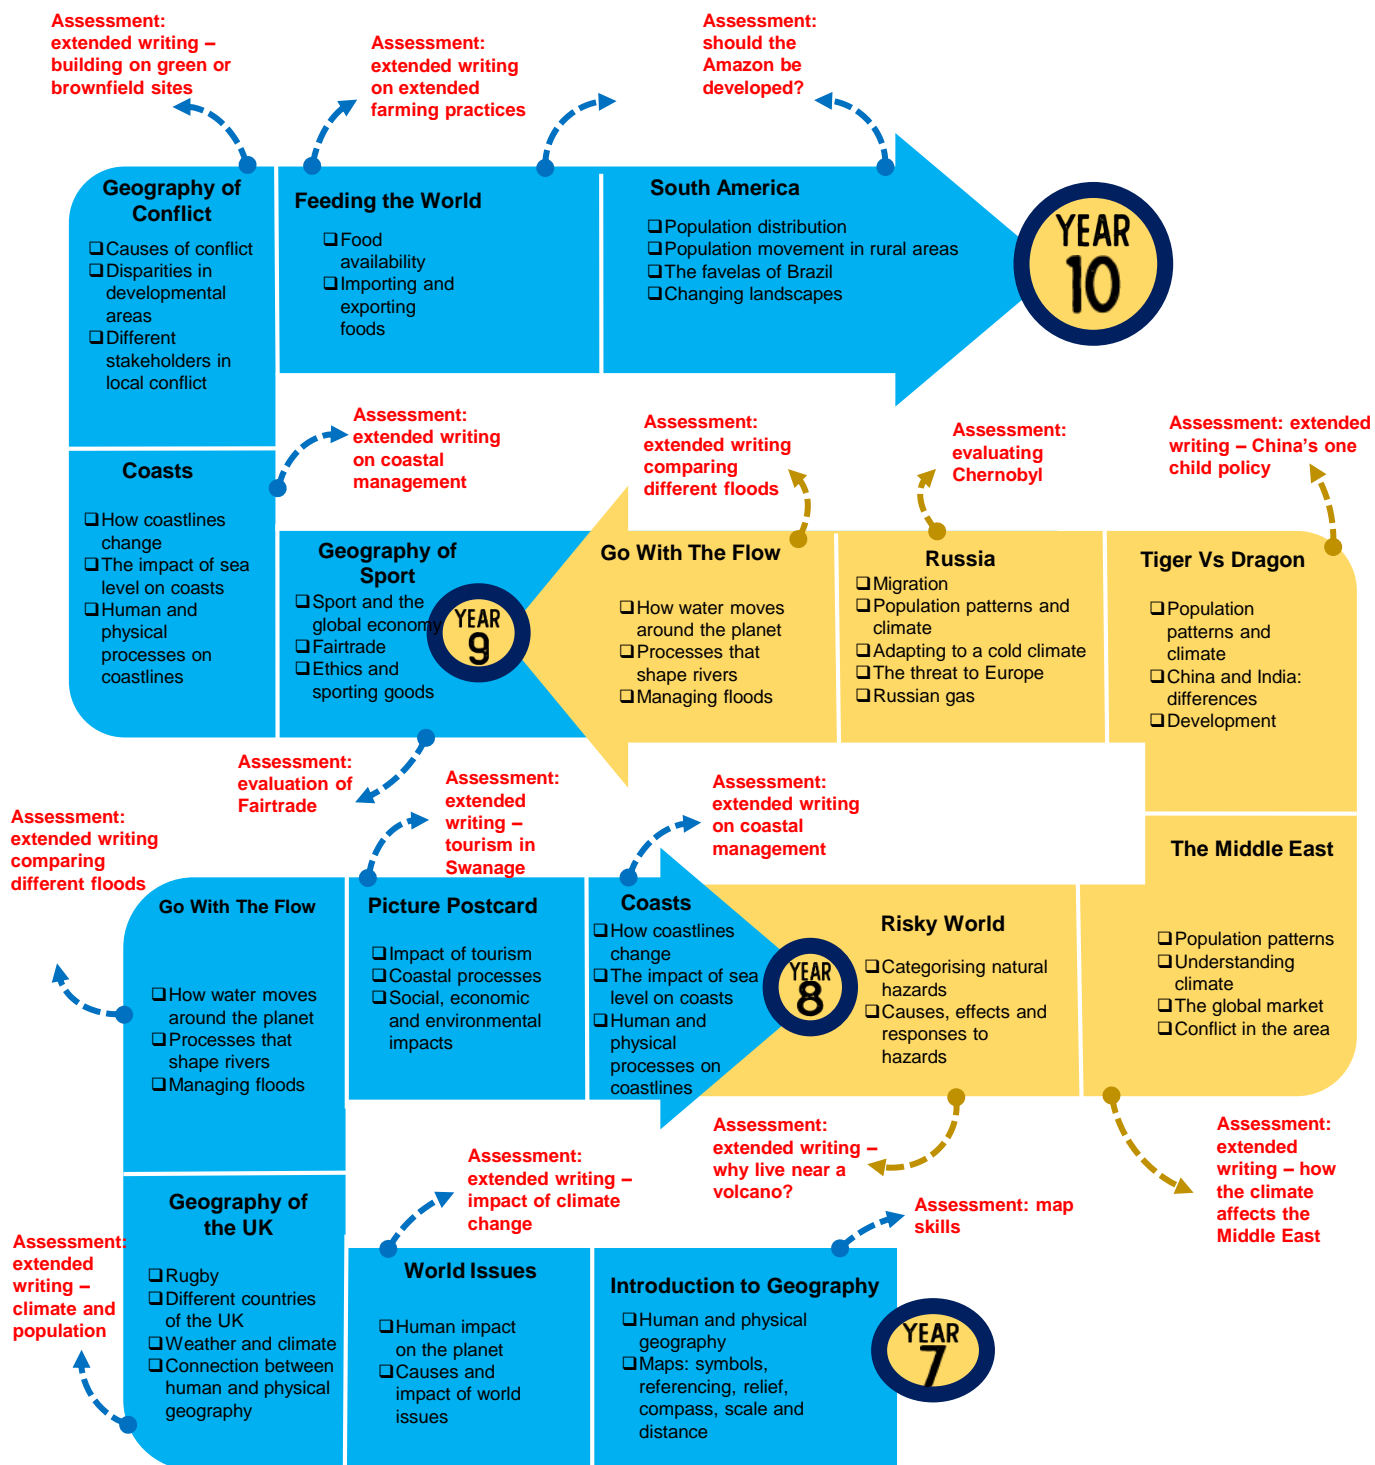 Assessment:
extended writing –
building on green or
brownfield sites
Assessment:
extended writing
on extended
farming practices
Assessment:
should the
Amazon be
developed?
Geography of
Conflict
❑Causes of conflict
❑Disparities in
developmental
areas
❑Different
stakeholders in
local conflict
Feeding the World
❑Food
availability
❑Importing and
exporting
foods
South America
❑Population distribution
❑Population movement in rural areas
❑The favelas of Brazil
❑Changing landscapes
YEAR
10
Assessment:
extended writing
on coastal
management
Assessment:
extended writing
comparing
different floods
Assessment:
evaluating
Chernobyl
Assessment: extended
writing – China's one
child policy
Coasts
❑How coastlines
change
❑The impact of sea
level on coasts
❑Human and
physical
processes on
coastlines
Geography of
Sport
❑Sport and the
global economy
❑Fairtrade
❑Ethics and
sporting goods
YEAR
9
Go With The Flow
❑How water moves
around the planet
❑Processes that
shape rivers
❑Managing floods
Russia
❑Migration
❑Population patterns and
climate
❑Adapting to a cold climate
❑The threat to Europe
❑Russian gas
Tiger Vs Dragon
❑Population
patterns and
climate
❑China and India:
differences
❑Development
Assessment:
evaluation of
Fairtrade
Assessment:
extended
writing –
tourism in
Swanage
Assessment:
extended writing
on coastal
management
Assessment:
extended writing
comparing
different floods
Go With The Flow
❑How water moves
around the planet
❑Processes that
shape rivers
❑Managing floods
Picture Postcard
❑Impact of tourism
❑Coastal processes
❑Social, economic
and environmental
impacts
Coasts
❑How coastlines
change
❑The impact of sea
level on coasts
❑Human and
physical
processes on
coastlines
YEAR
8
Risky World
❑Categorising natural
hazards
❑Causes, effects and
responses to
hazards
The Middle East
❑Population patterns
❑Understanding
climate
❑The global market
❑Conflict in the area
Assessment:
extended writing –
why live near a
volcano?
Assessment:
extended
writing – how
the climate
affects the
Middle East
Assessment:
extended writing –
impact of climate
change
Assessment: map
skills
Assessment:
extended
writing –
climate and
population
Geography of
the UK
❑Rugby
❑Different countries
of the UK
❑Weather and climate
❑Connection between
human and physical
geography
World Issues
❑Human impact
on the planet
❑Causes and
impact of world
issues
Introduction to Geography
❑Human and physical
geography
❑Maps: symbols,
referencing, relief,
compass, scale and
distance
YEAR
7